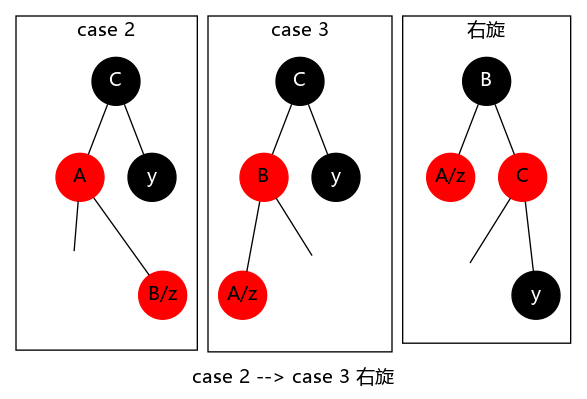 case 2 case 3 右旋
C C B
A y B y A/z C
B/z A/z y
case 2 --> case 3 右旋